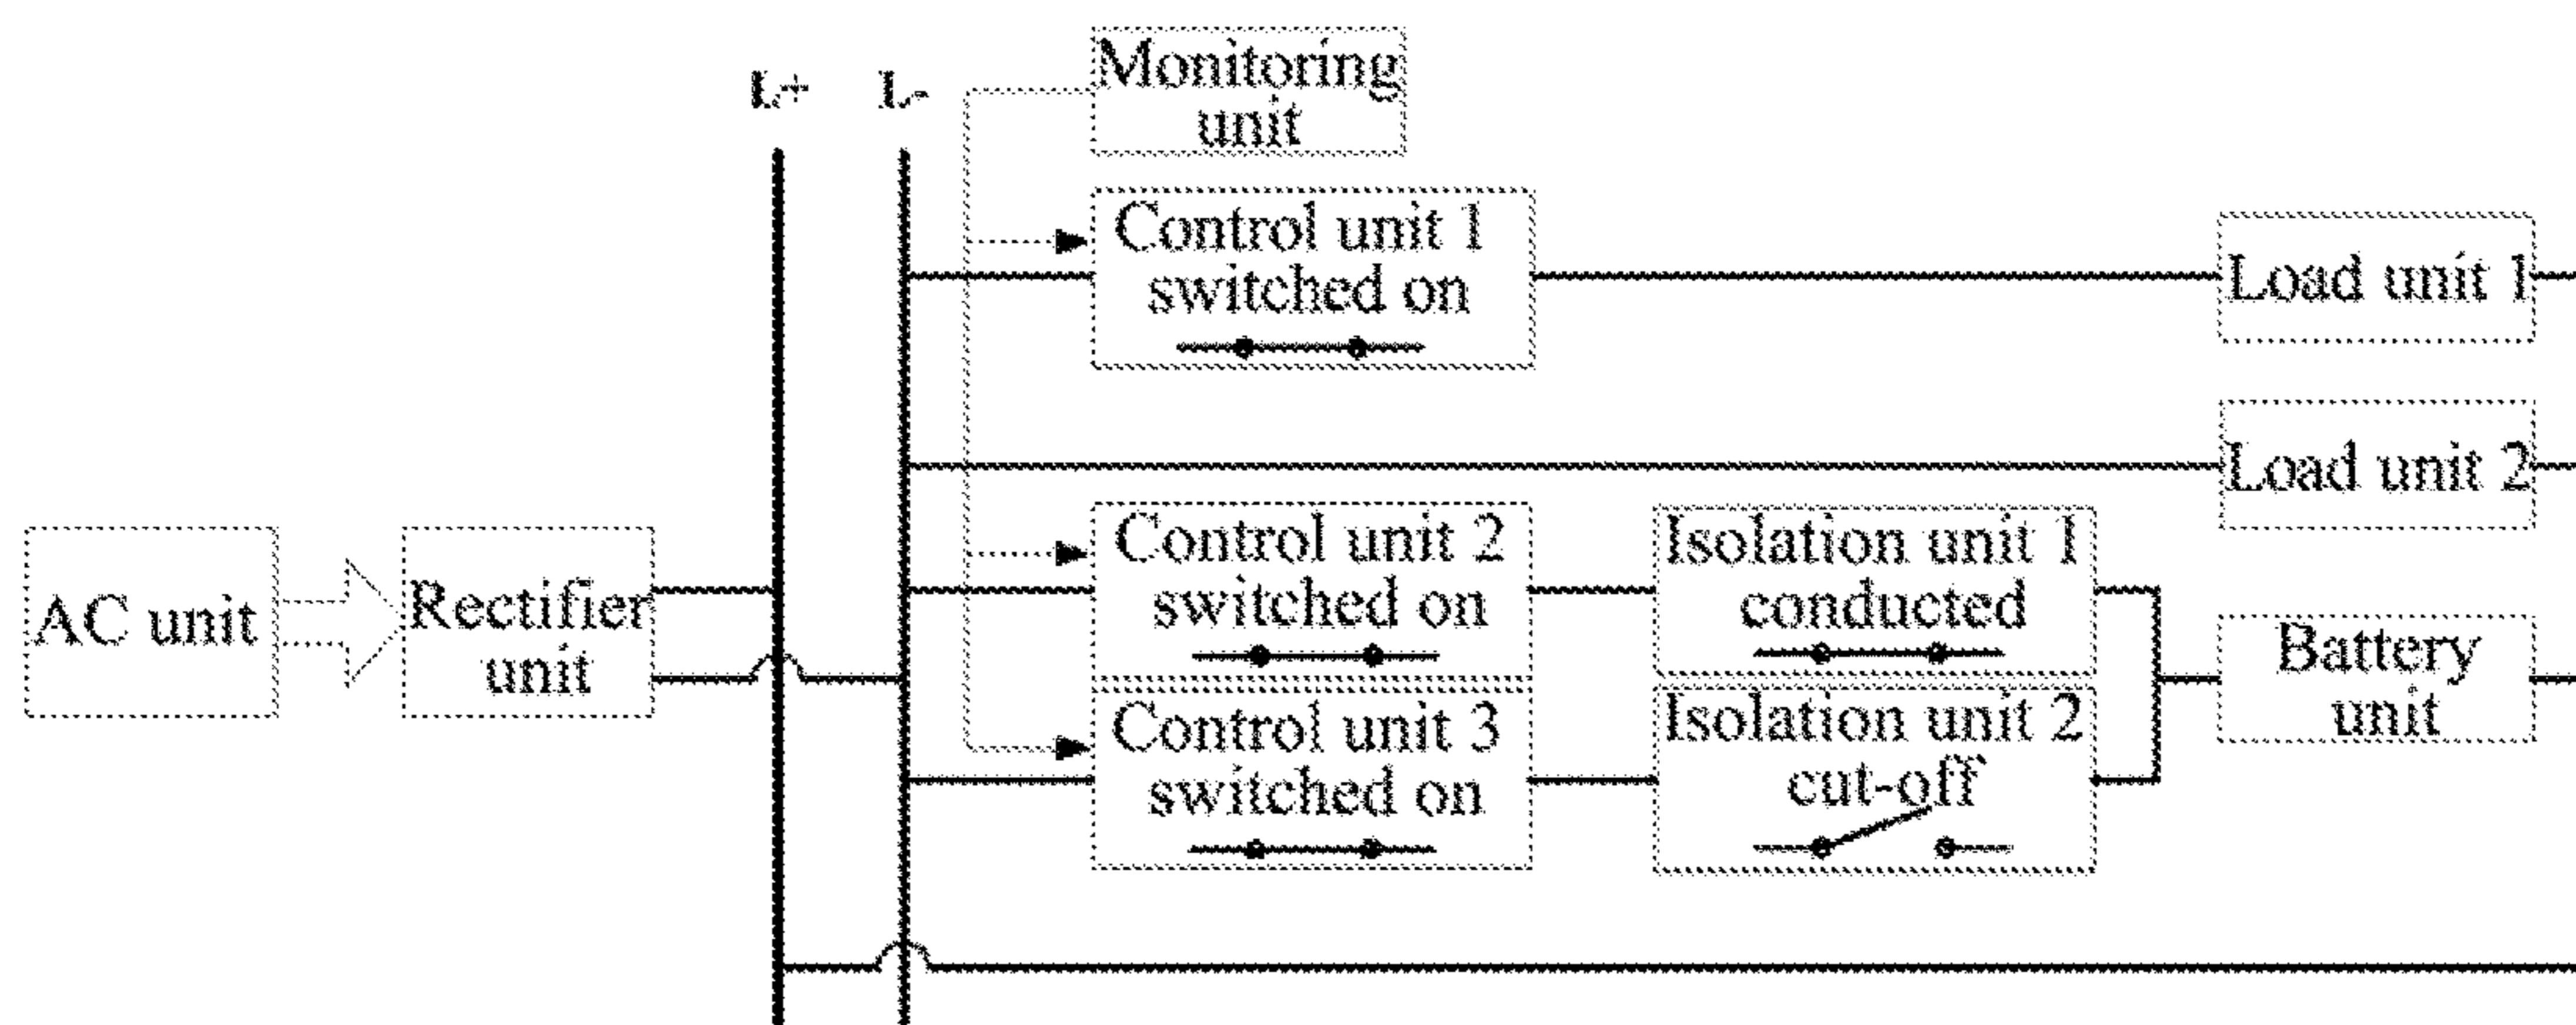 L+
L-
Monitoring
unit
Control unit 1
switched on
Load unit 1
Load unit 2
AC unit
Rectifier
unit
Control unit 2
switched on
Isolation unit 1
conducted
Control unit 3
switched on
Isolation unit 2
cut-off
Battery
unit